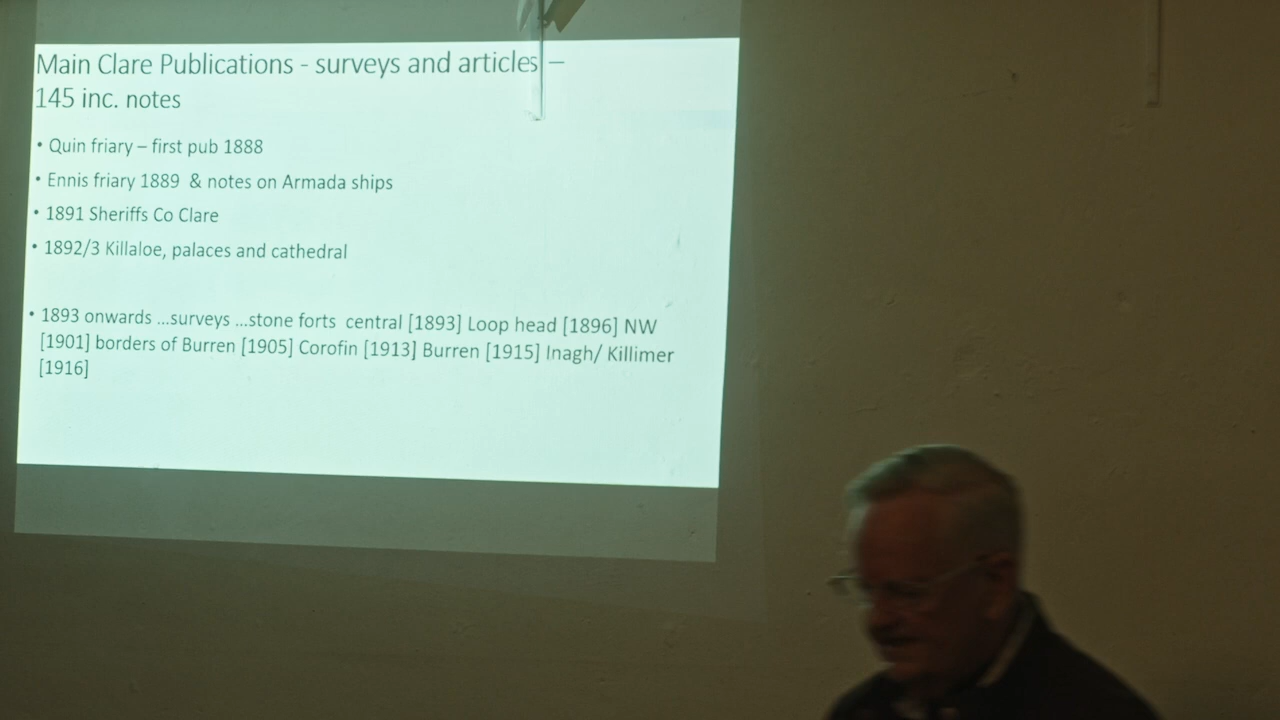 Main Clare Publications - surveys and articles –
145 inc. notes
• Quin friary – first pub 1888
• Ennis friary 1889 & notes on Armada ships
• 1891 Sheriffs Co Clare
• 1892/3 Killaloe, palaces and cathedral
• 1893 onwards ...surveys ...stone forts central [1893] Loop head [1896] NW
[1901] borders of Burren [1905] Corofin [1913] Burren [1915] Inagh/ Killimer
[1916]